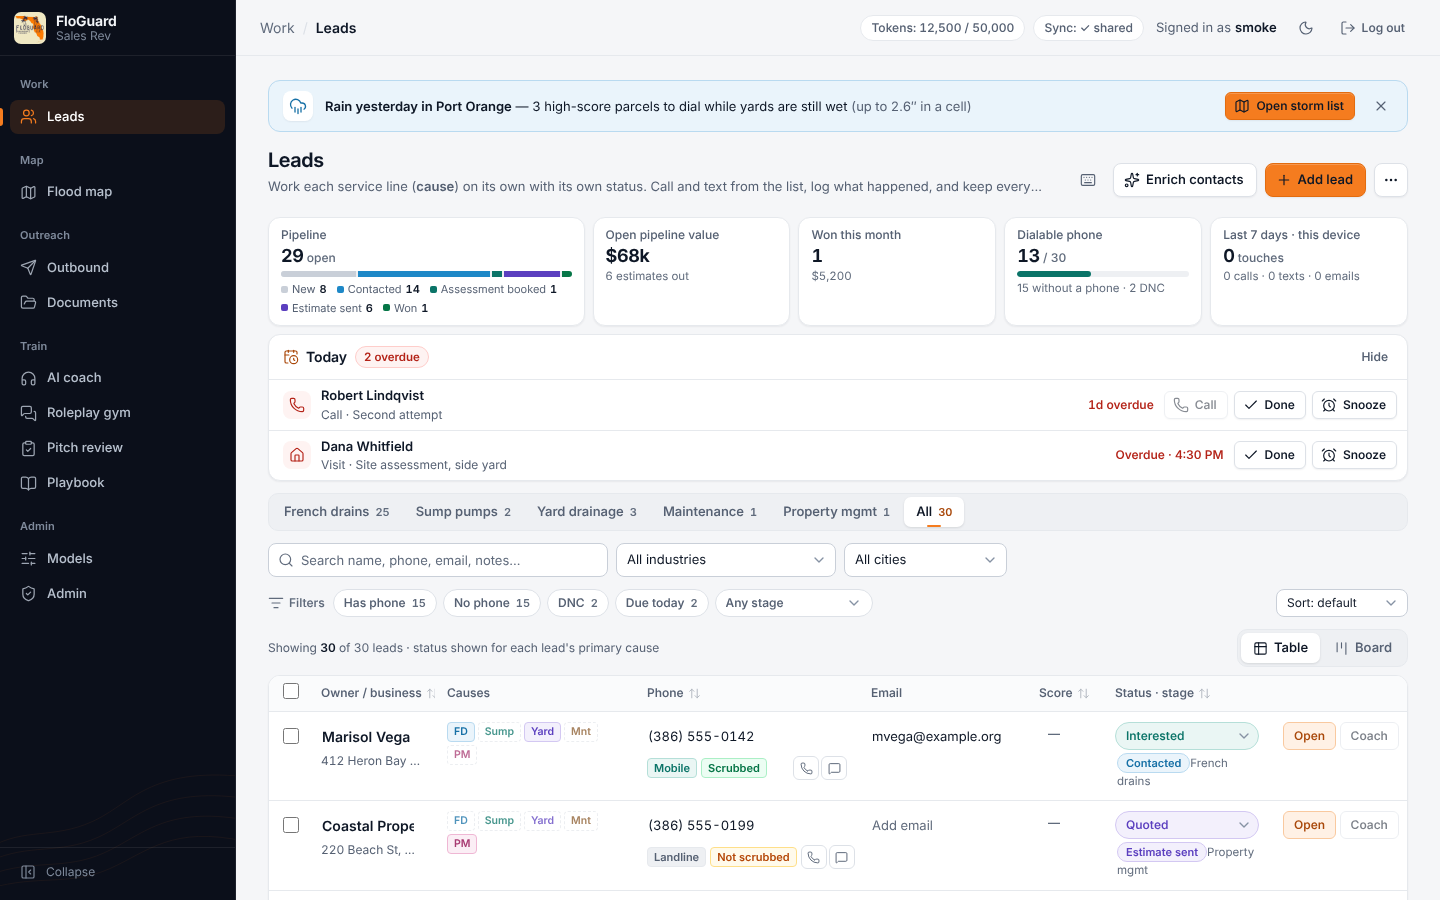 FloGuard
Sales Rev
Work
Leads
Map
Flood map
Outreach
Outbound
Documents
Train
AI coach
Roleplay gym
Pitch review
Playbook
Admin
Models
Admin
Collapse
Work / Leads
Tokens: 12,500 / 50,000
Sync: ✓ shared
Signed in as smoke
Log out
Rain yesterday in Port Orange — 3 high-score parcels to dial while yards are still wet (up to 2.6″ in a cell)
Open storm list
Leads
Work each service line (cause) on its own with its own status. Call and text from the list, log what happened, and keep every...
Enrich contacts
Add lead
Pipeline
29 open
New 8 Contacted 14 Assessment booked 1
Estimate sent 6 Won 1
Open pipeline value
$68k
6 estimates out
Won this month
1
$5,200
Dialable phone
13 / 30
15 without a phone · 2 DNC
Last 7 days · this device
0 touches
0 calls · 0 texts · 0 emails
Today 2 overdue
Hide
Robert Lindqvist
Call · Second attempt
1d overdue Call Done Snooze
Dana Whitfield
Visit · Site assessment, side yard
Overdue · 4:30 PM Done Snooze
French drains 25 Sump pumps 2 Yard drainage 3 Maintenance 1 Property mgmt 1 All 30
Search name, phone, email, notes...
All industries
All cities
Filters Has phone 15 No phone 15 DNC 2 Due today 2 Any stage
Sort: default
Showing 30 of 30 leads · status shown for each lead's primary cause
Table Board
Owner / business Causes Phone Email Score Status · stage
Marisol Vega
412 Heron Bay ...
FD Sump Yard Mnt
PM
(386) 555-0142
Mobile Scrubbed
mvega@example.org
—
Interested
Contacted French
drains
Open Coach
Coastal Prope
220 Beach St, ...
FD Sump Yard Mnt
PM
(386) 555-0199
Landline Not scrubbed
Add email
—
Quoted
Estimate sent Property
mgmt
Open Coach